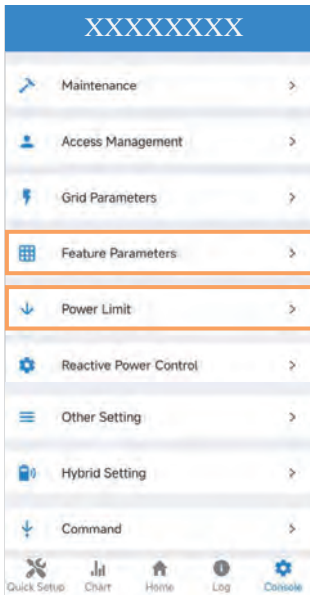 XXXXXXXX
Maintenance
Access Management
Grid Parameters
Feature Parameters
Power Limit
Reactive Power Control
Other Setting
Hybrid Setting
Command
Quick Setup Chart Home Log Console